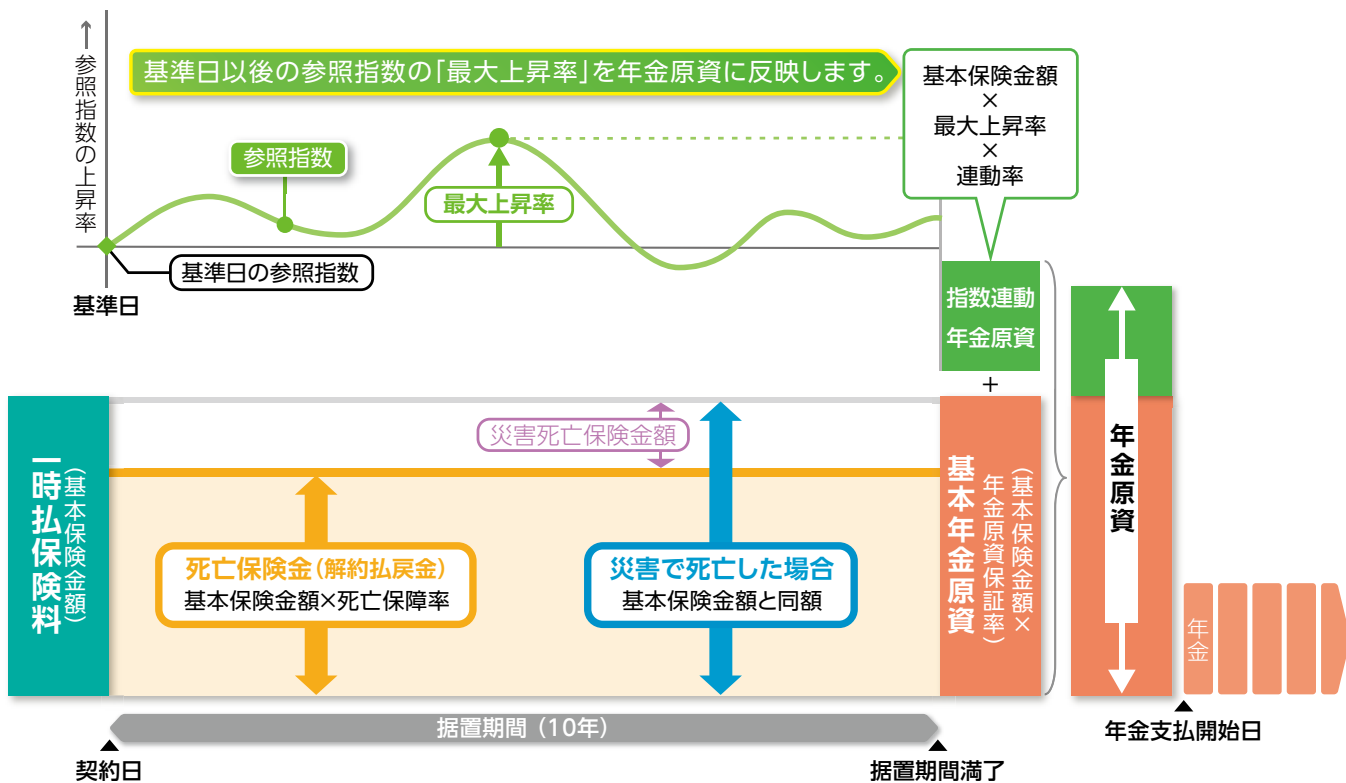 ↑参照指数の上昇率
基準日以後の参照指数の「最大上昇率」を年金原資に反映します。
基本保険金額
×
最大上昇率
×
連動率
参照指数
最大上昇率
基準日の参照指数
基準日
指数連動
年金原資
+
一時払保険料
（基本保険金額）
災害死亡保険金額
死亡保険金（解約払戻金）
基本保険金額×死亡保障率
災害で死亡した場合
基本保険金額と同額
基本年金原資
（基本保険金額×
年金原資保証率）
年金原資
年金
据置期間（10年）
契約日
据置期間満了
年金支払開始日